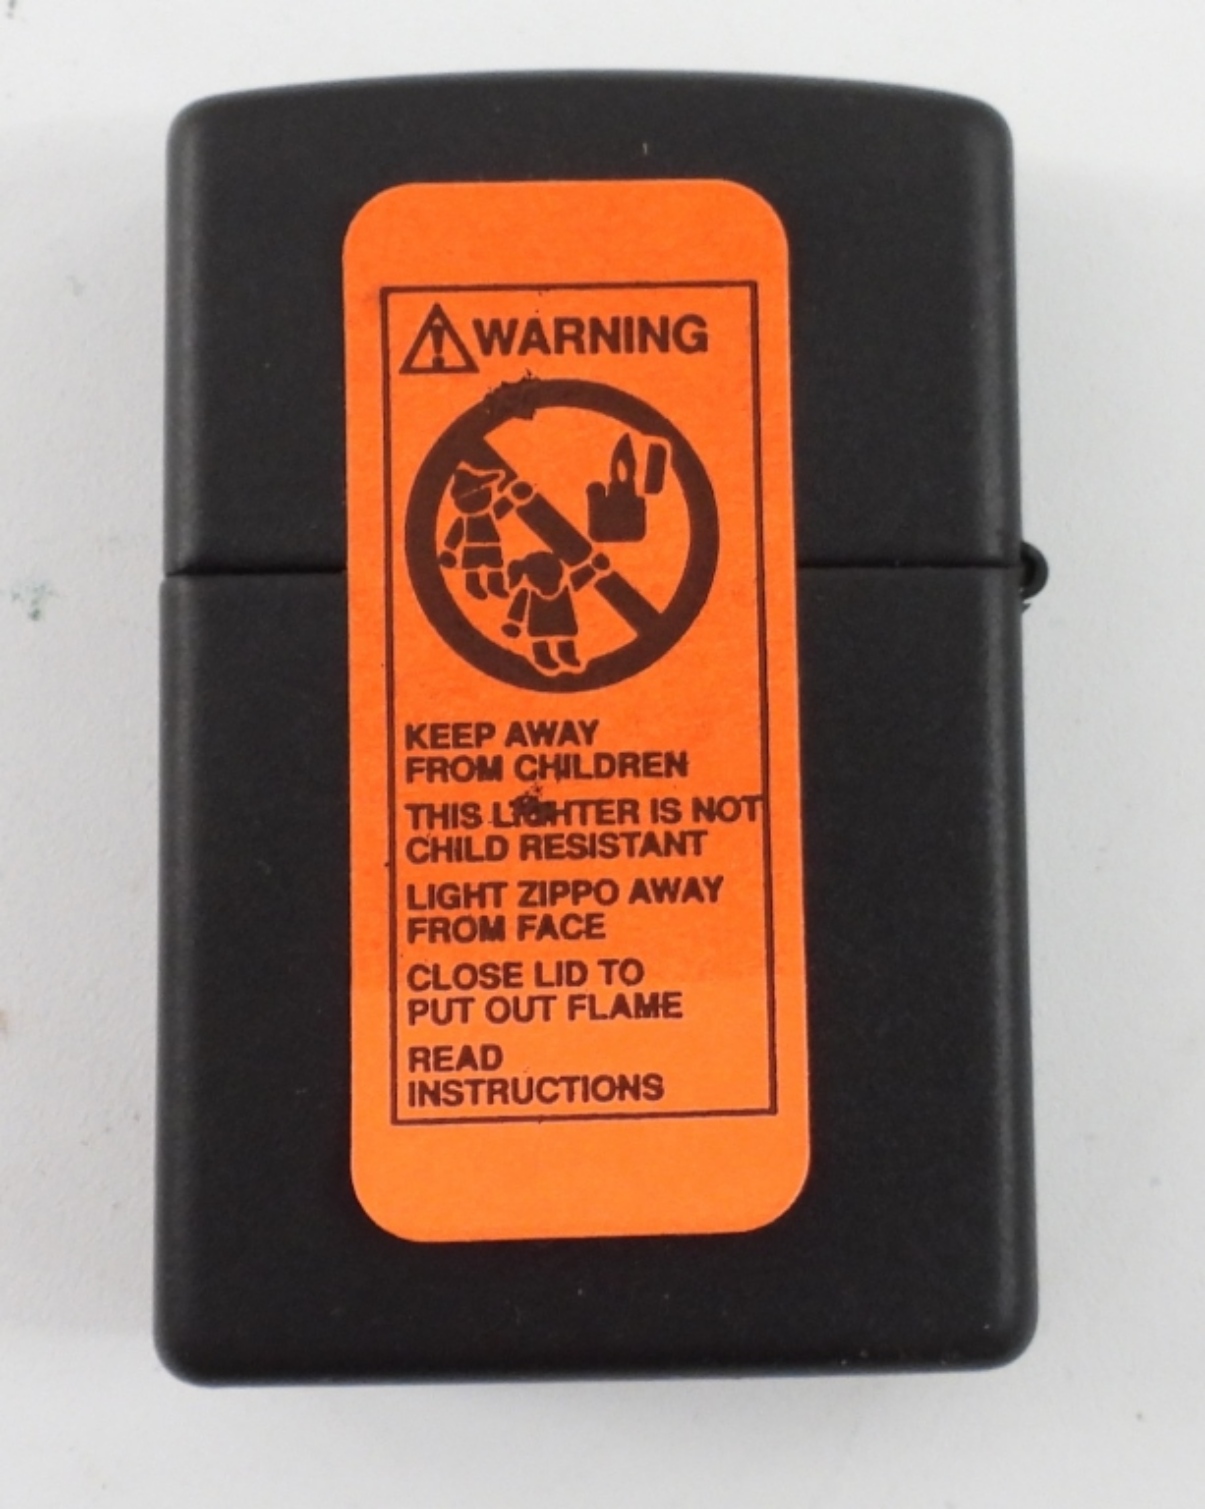 WARNING
KEEP AWAY
FROM CHILDREN
THIS LIGHTER IS NOT
CHILD RESISTANT
LIGHT ZIPPO AWAY
FROM FACE
CLOSE LID TO
PUT OUT FLAME
READ
INSTRUCTIONS